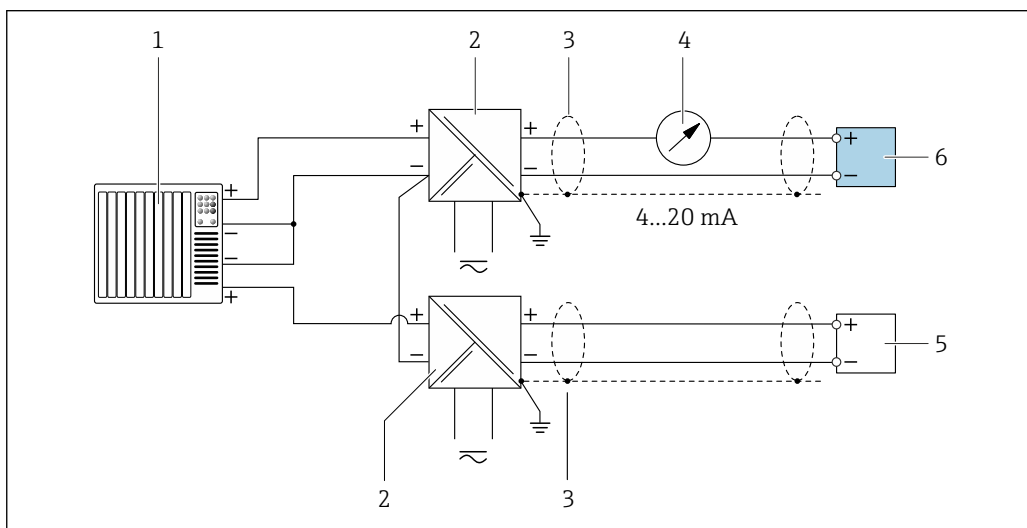 1 2 3 4
+ + +
+ 6
− − −
+
−
4...20 mA
−
+
+ + +
5
− − −
2 3